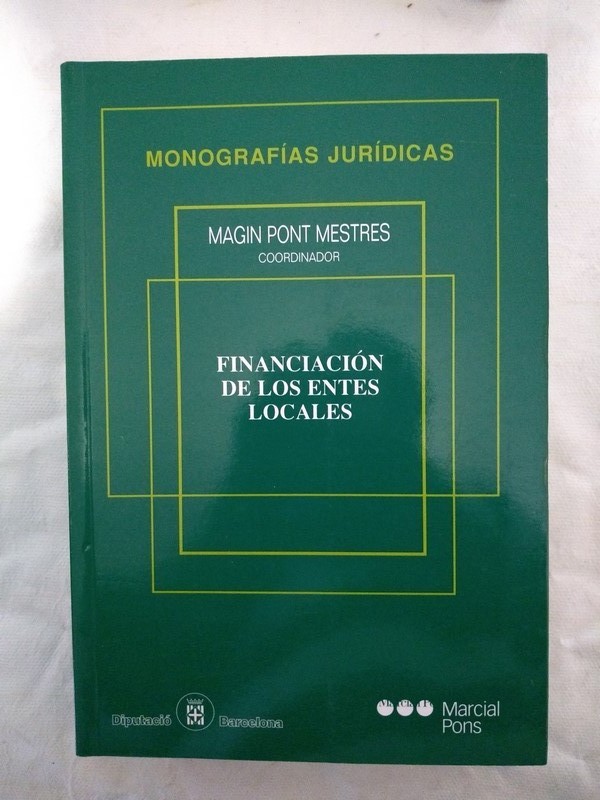 MONOGRAFÍAS JURÍDICAS
MAGIN PONT MESTRES
COORDINADOR
FINANCIACIÓN
DE LOS ENTES
LOCALES
Diputació Barcelona
Marcial
Pons